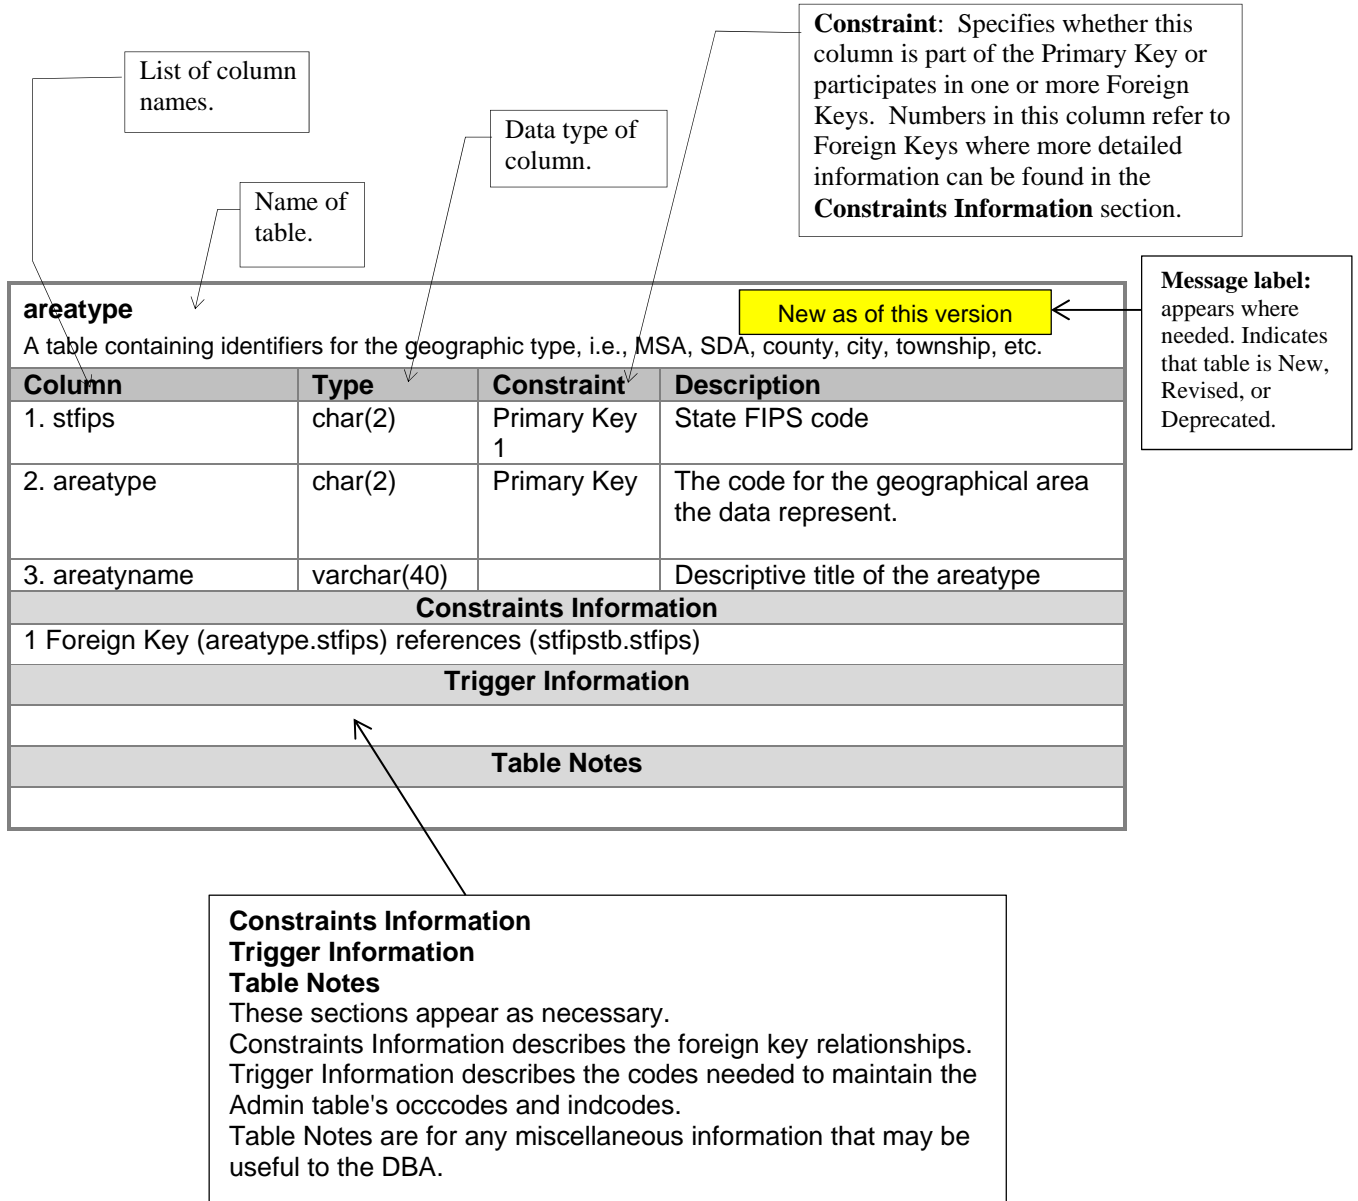 Constraint:  Specifies whether this
column is part of the Primary Key or
participates in one or more Foreign
Keys.  Numbers in this column refer to
Foreign Keys where more detailed
information can be found in the
Constraints Information section.
List of column
names.
Data type of
column.
Name of
table.
Message label:
appears where
needed. Indicates
that table is New,
Revised, or
Deprecated.
areatype
New as of this version
A table containing identifiers for the geographic type, i.e., MSA, SDA, county, city, township, etc.
Column Type Constraint Description
1. stfips char(2) Primary Key State FIPS code
1
2. areatype char(2) Primary Key The code for the geographical area
the data represent.
3. areatyname varchar(40) Descriptive title of the areatype
Constraints Information
1 Foreign Key (areatype.stfips) references (stfipstb.stfips)
Trigger Information
Table Notes
Constraints Information
Trigger Information
Table Notes
These sections appear as necessary.
Constraints Information describes the foreign key relationships.
Trigger Information describes the codes needed to maintain the
Admin table's occcodes and indcodes.
Table Notes are for any miscellaneous information that may be
useful to the DBA.